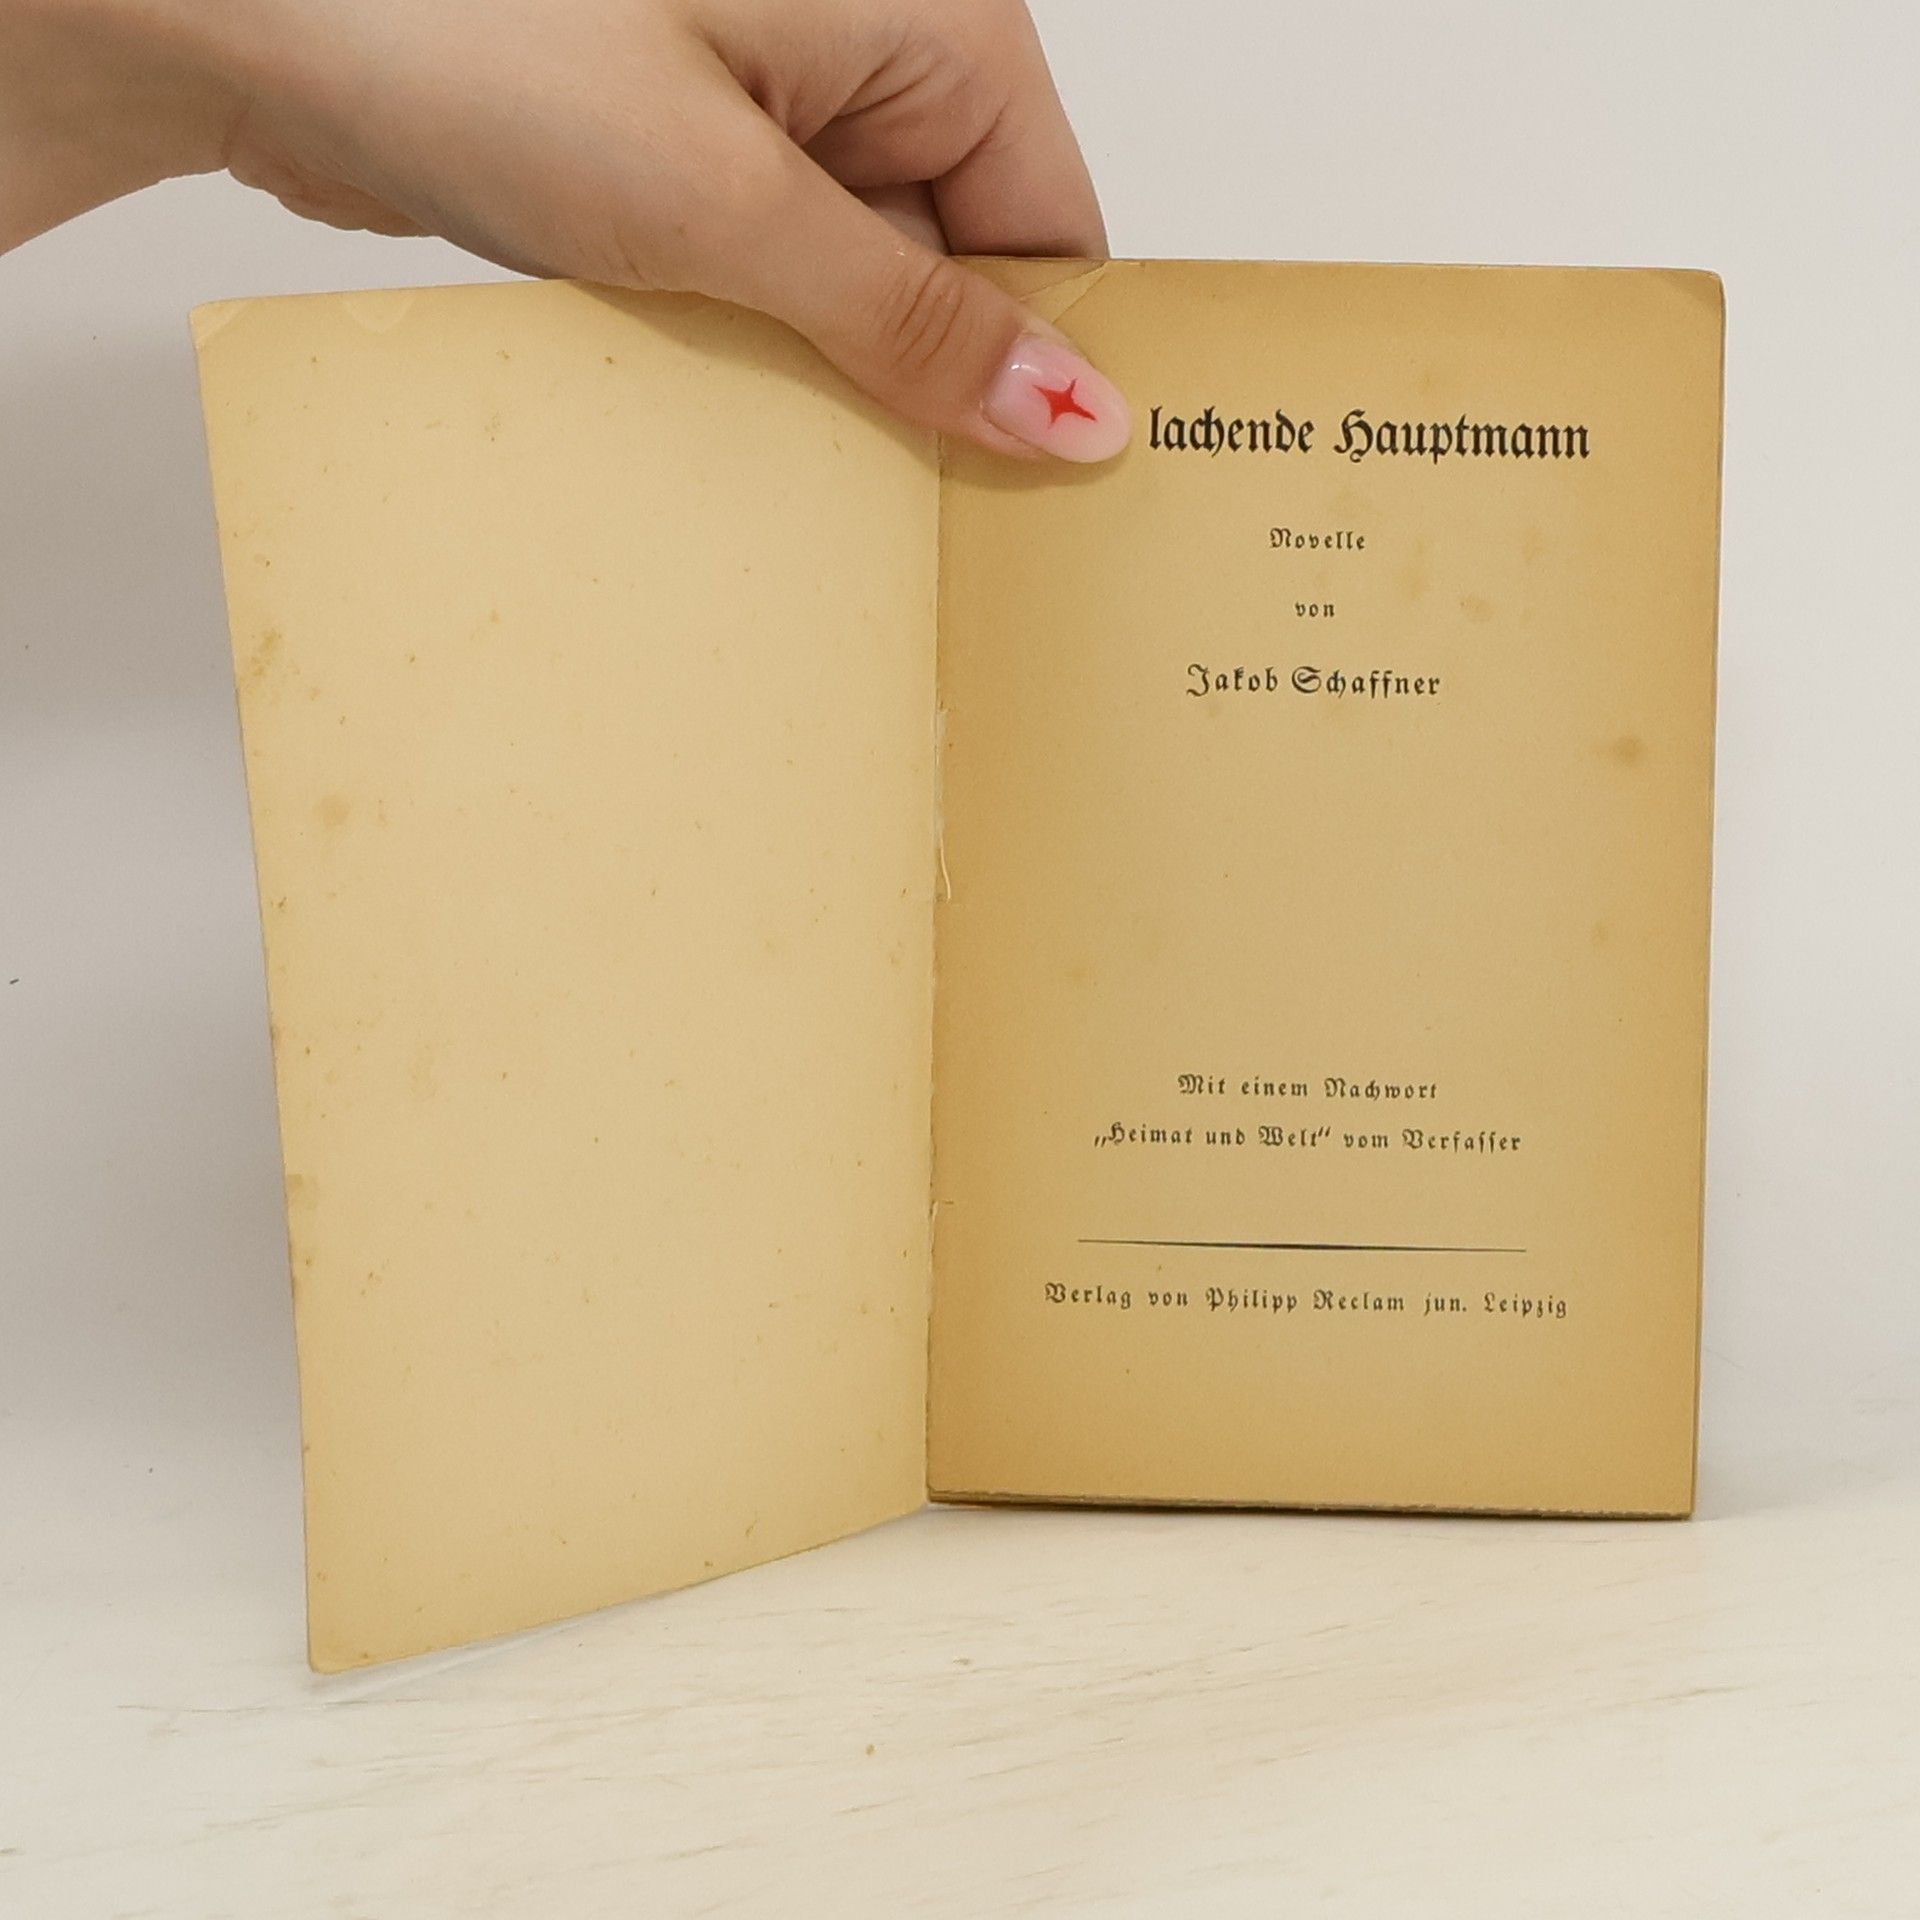 lachende Hauptmann
Novelle
von
Jakob Schaffner
Mit einem Nachwort
„Heimat und Welt“ vom Verfasser
Verlag von Philipp Reclam jun. Leipzig